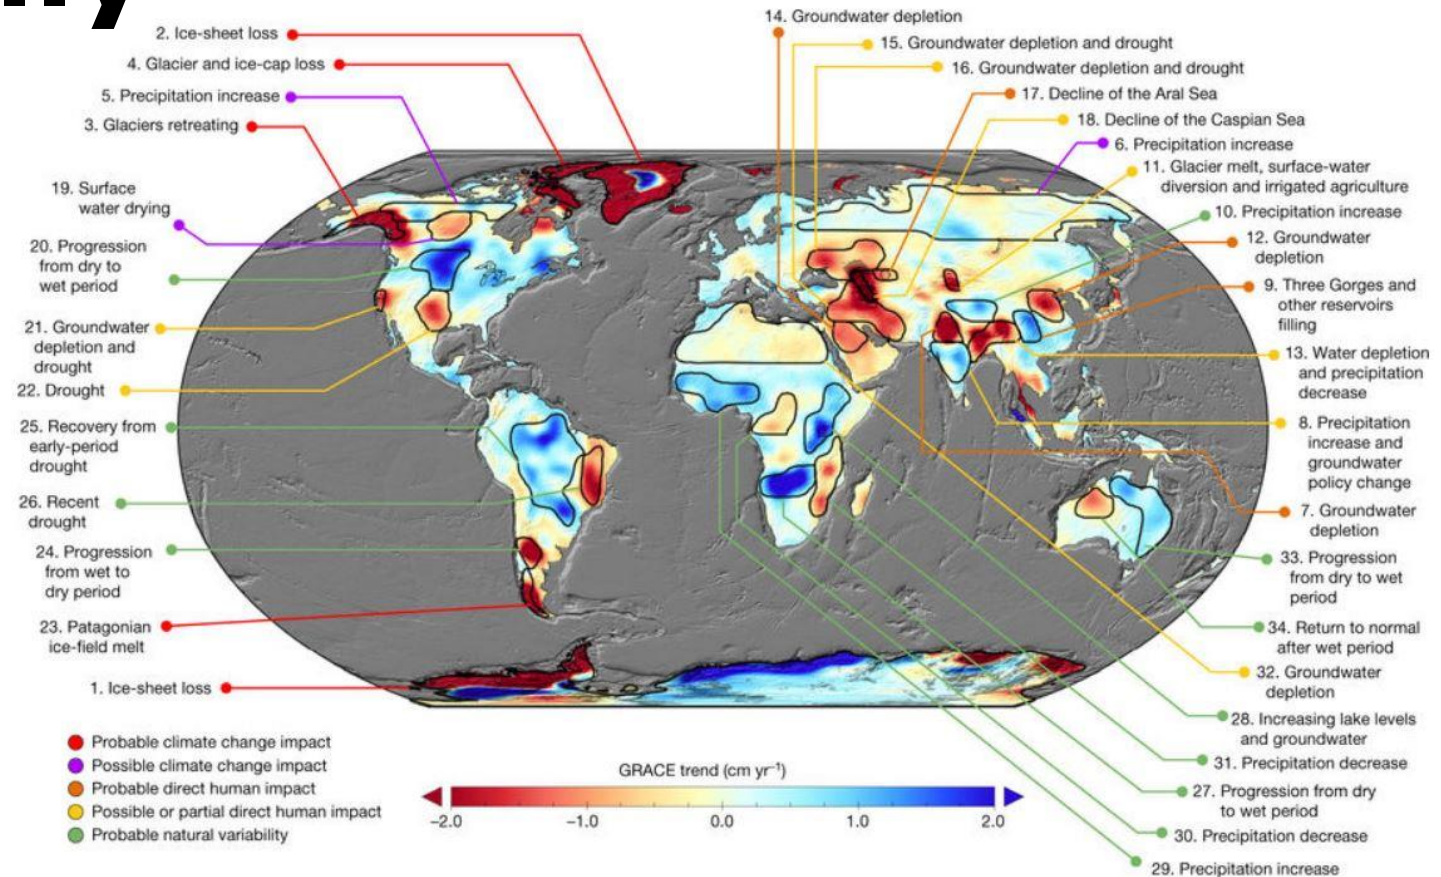 2. Ice-sheet loss
4. Glacier and ice-cap loss
5. Precipitation increase
3. Glaciers retreating
19. Surface
water drying
20. Progression
from dry to
wet period
21. Groundwater
depletion and
drought
22. Drought
25. Recovery from
early-period
drought
26. Recent
drought
24. Progression
from wet to
dry period
23. Patagonian
ice-field melt
1. Ice-sheet loss
14. Groundwater depletion
15. Groundwater depletion and drought
16. Groundwater depletion and drought
17. Decline of the Aral Sea
18. Decline of the Caspian Sea
6. Precipitation increase
11. Glacier melt, surface-water
diversion and irrigated agriculture
10. Precipitation increase
12. Groundwater
depletion
9. Three Gorges and
other reservoirs
filling
13. Water depletion
and precipitation
decrease
8. Precipitation
increase and
groundwater
policy change
7. Groundwater
depletion
33. Progression
from dry to wet
period
34. Return to normal
after wet period
32. Groundwater
depletion
28. Increasing lake levels
and groundwater
31. Precipitation decrease
27. Progression from dry
to wet period
30. Precipitation decrease
29. Precipitation increase
Probable climate change impact
Possible climate change impact
Probable direct human impact
Possible or partial direct human impact
Probable natural variability
GRACE trend (cm yr⁻¹)
−2.0 −1.0 0.0 1.0 2.0